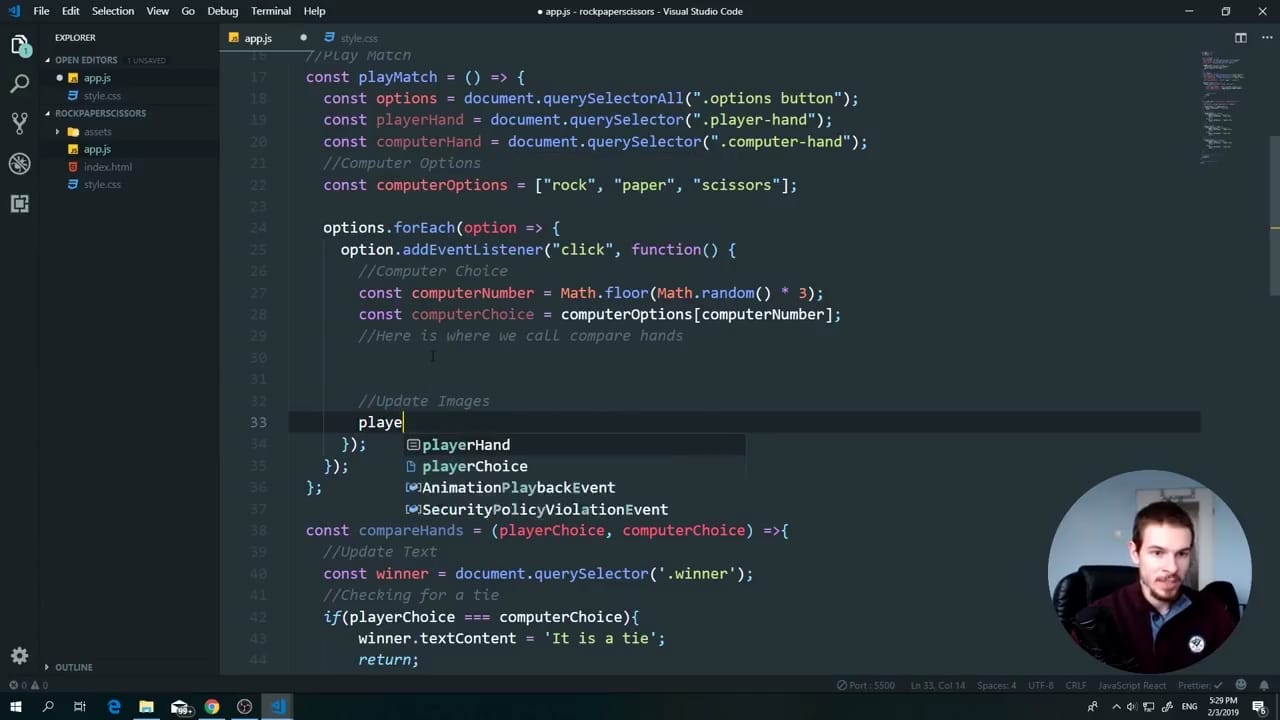 File Edit Selection View Go Debug Terminal Help
● app.js - rockpaperscissors - Visual Studio Code
EXPLORER
app.js
style.css
OPEN EDITORS 1 UNSAVED
app.js
style.css
ROCKPAPERSCISSORS
assets
app.js
index.html
style.css
OUTLINE
16 //Play Match
17 const playMatch = () => {
18 const options = document.querySelectorAll(".options button");
19 const playerHand = document.querySelector(".player-hand");
20 const computerHand = document.querySelector(".computer-hand");
21 //Computer Options
22 const computerOptions = ["rock", "paper", "scissors"];
23
24 options.forEach(option => {
25 option.addEventListener("click", function() {
26 //Computer Choice
27 const computerNumber = Math.floor(Math.random() * 3);
28 const computerChoice = computerOptions[computerNumber];
29 //Here is where we call compare hands
30
31
32 //Update Images
33 playe
34 });
35 });
36 };
37
playerHand
playerChoice
AnimationPlaybackEvent
SecurityPolicyViolationEvent
38 const compareHands = (playerChoice, computerChoice) =>{
39 //Update Text
40 const winner = document.querySelector('.winner');
41 //Checking for a tie
42 if(playerChoice === computerChoice){
43 winner.textContent = 'It is a tie';
44 return;
0 0 Port : 5500 Ln 33, Col 14 Spaces: 4 UTF-8 CRLF JavaScript React Prettier: ✓
99+ ENG 5:29 PM
2/3/2019 6